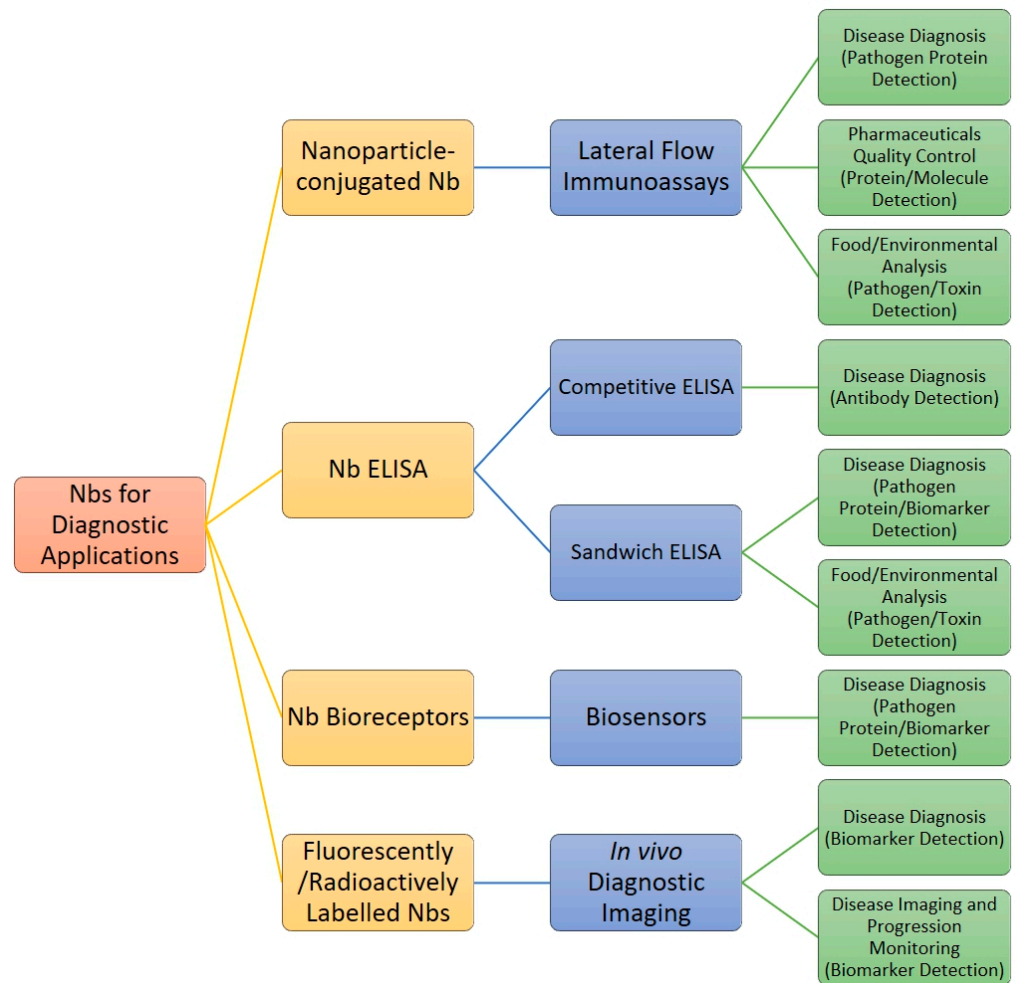 Nbs for
Diagnostic
Applications
Nanoparticle-
conjugated Nb
Lateral Flow
Immunoassays
Disease Diagnosis
(Pathogen Protein
Detection)
Pharmaceuticals
Quality Control
(Protein/Molecule
Detection)
Food/Environmental
Analysis
(Pathogen/Toxin
Detection)
Nb ELISA
Competitive ELISA
Disease Diagnosis
(Antibody Detection)
Sandwich ELISA
Disease Diagnosis
(Pathogen
Protein/Biomarker
Detection)
Food/Environmental
Analysis
(Pathogen/Toxin
Detection)
Nb Bioreceptors
Biosensors
Disease Diagnosis
(Pathogen
Protein/Biomarker
Detection)
Fluorescently
/Radioactively
Labelled Nbs
In vivo
Diagnostic
Imaging
Disease Diagnosis
(Biomarker Detection)
Disease Imaging and
Progression
Monitoring
(Biomarker Detection)